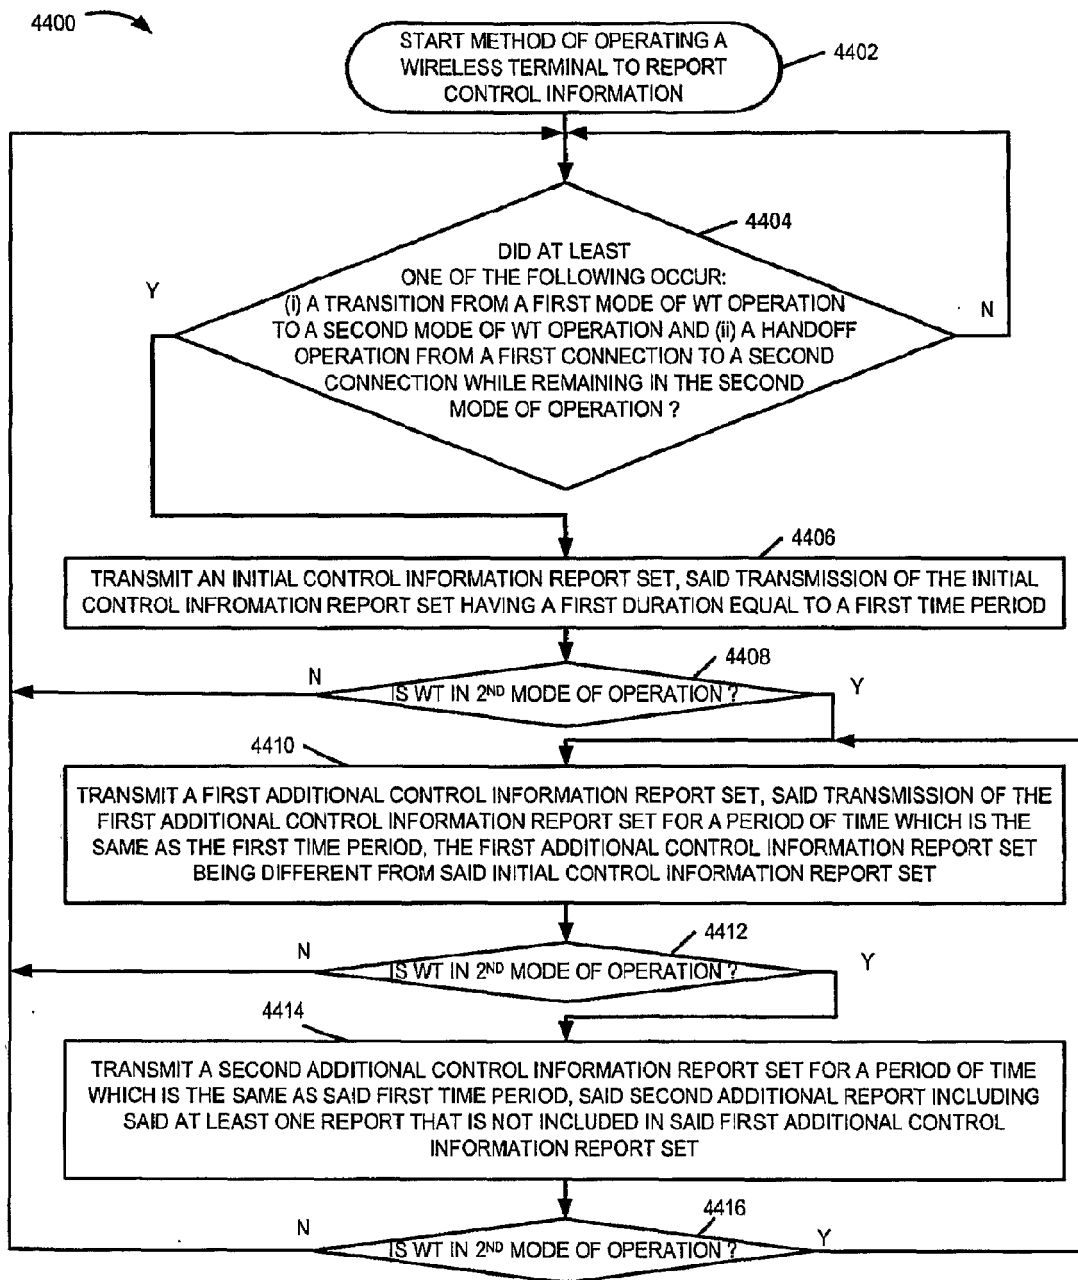 4400
START METHOD OF OPERATING A
WIRELESS TERMINAL TO REPORT
CONTROL INFORMATION
4402
4404
DID AT LEAST
ONE OF THE FOLLOWING OCCUR:
(i) A TRANSITION FROM A FIRST MODE OF WT OPERATION
TO A SECOND MODE OF WT OPERATION AND (ii) A HANDOFF
OPERATION FROM A FIRST CONNECTION TO A SECOND
CONNECTION WHILE REMAINING IN THE SECOND
MODE OF OPERATION ?
Y
N
4406
TRANSMIT AN INITIAL CONTROL INFORMATION REPORT SET, SAID TRANSMISSION OF THE INITIAL
CONTROL INFROMATION REPORT SET HAVING A FIRST DURATION EQUAL TO A FIRST TIME PERIOD
4408
N
IS WT IN 2ND MODE OF OPERATION ?
Y
4410
TRANSMIT A FIRST ADDITIONAL CONTROL INFORMATION REPORT SET, SAID TRANSMISSION OF THE
FIRST ADDITIONAL CONTROL INFORMATION REPORT SET FOR A PERIOD OF TIME WHICH IS THE
SAME AS THE FIRST TIME PERIOD, THE FIRST ADDITIONAL CONTROL INFORMATION REPORT SET
BEING DIFFERENT FROM SAID INITIAL CONTROL INFORMATION REPORT SET
4412
N
IS WT IN 2ND MODE OF OPERATION ?
Y
4414
TRANSMIT A SECOND ADDITIONAL CONTROL INFORMATION REPORT SET FOR A PERIOD OF TIME
WHICH IS THE SAME AS SAID FIRST TIME PERIOD, SAID SECOND ADDITIONAL REPORT INCLUDING
SAID AT LEAST ONE REPORT THAT IS NOT INCLUDED IN SAID FIRST ADDITIONAL CONTROL
INFORMATION REPORT SET
4416
N
IS WT IN 2ND MODE OF OPERATION ?
Y